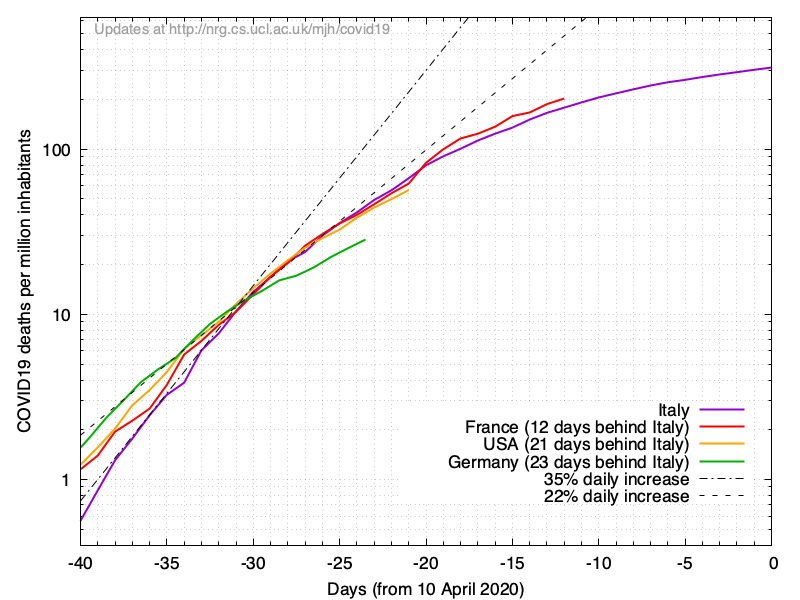 Updates at http://nrg.cs.ucl.ac.uk/mjh/covid19
COVID19 deaths per million inhabitants
100
10
1
Italy
France (12 days behind Italy)
USA (21 days behind Italy)
Germany (23 days behind Italy)
35% daily increase
22% daily increase
-40 -35 -30 -25 -20 -15 -10 -5 0
Days (from 10 April 2020)